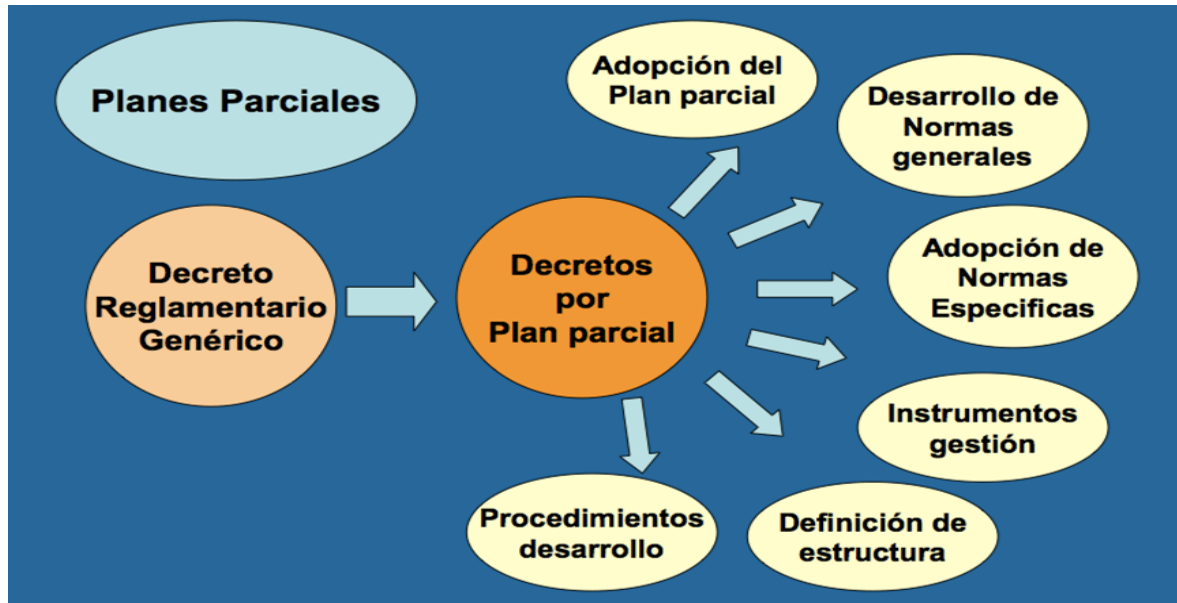 Planes Parciales
Decreto
Reglamentario
Genérico
Decretos
por
Plan parcial
Adopción del
Plan parcial
Desarrollo de
Normas
generales
Adopción de
Normas
Especificas
Instrumentos
gestión
Definición de
estructura
Procedimientos
desarrollo